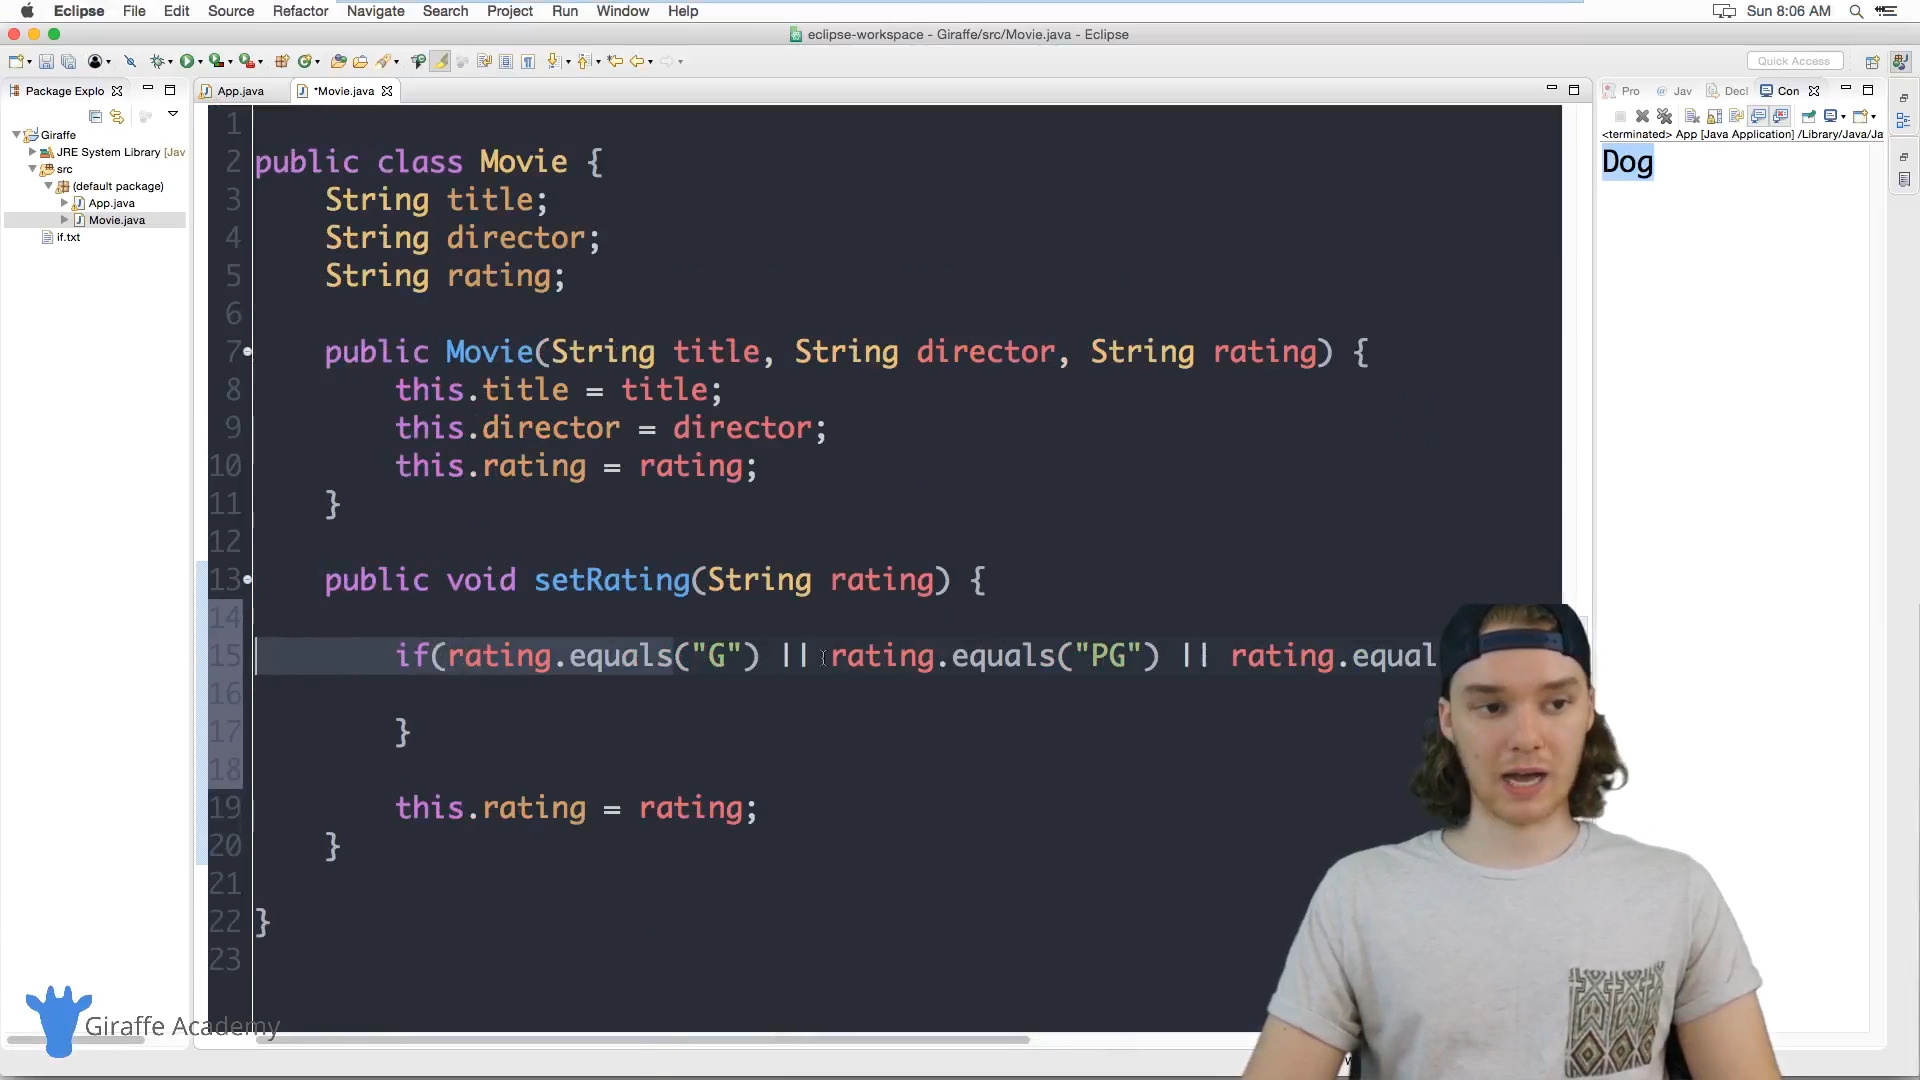 Eclipse File Edit Source Refactor Navigate Search Project Run Window Help
Sun 8:06 AM
eclipse-workspace - Giraffe/src/Movie.java - Eclipse
Quick Access
Package Explo
App.java
*Movie.java
Pro
Jav
Decl
Con
Giraffe
JRE System Library [Jav
src
(default package)
App.java
Movie.java
if.txt
<terminated> App [Java Application] /Library/Java/Ja
Dog
1
2 public class Movie {
3 String title;
4 String director;
5 String rating;
6
7 public Movie(String title, String director, String rating) {
8 this.title = title;
9 this.director = director;
10 this.rating = rating;
11 }
12
13 public void setRating(String rating) {
14
15 if(rating.equals("G") || rating.equals("PG") || rating.equal
16
17 }
18
19 this.rating = rating;
20 }
21
22 }
23
Giraffe Academy